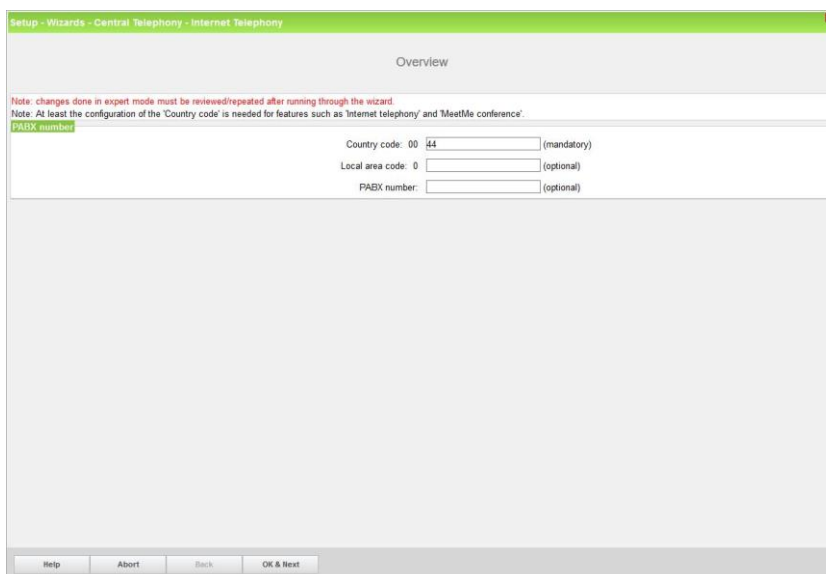 Setup - Wizards - Central Telephony - Internet Telephony
Overview
Note: changes done in expert mode must be reviewed/repeated after running through the wizard.
Note: At least the configuration of the 'Country code' is needed for features such as 'Internet telephony' and 'MeetMe conference'.
PABX number
Country code: 00 44 (mandatory)
Local area code: 0 (optional)
PABX number: (optional)
Help Abort Back OK & Next